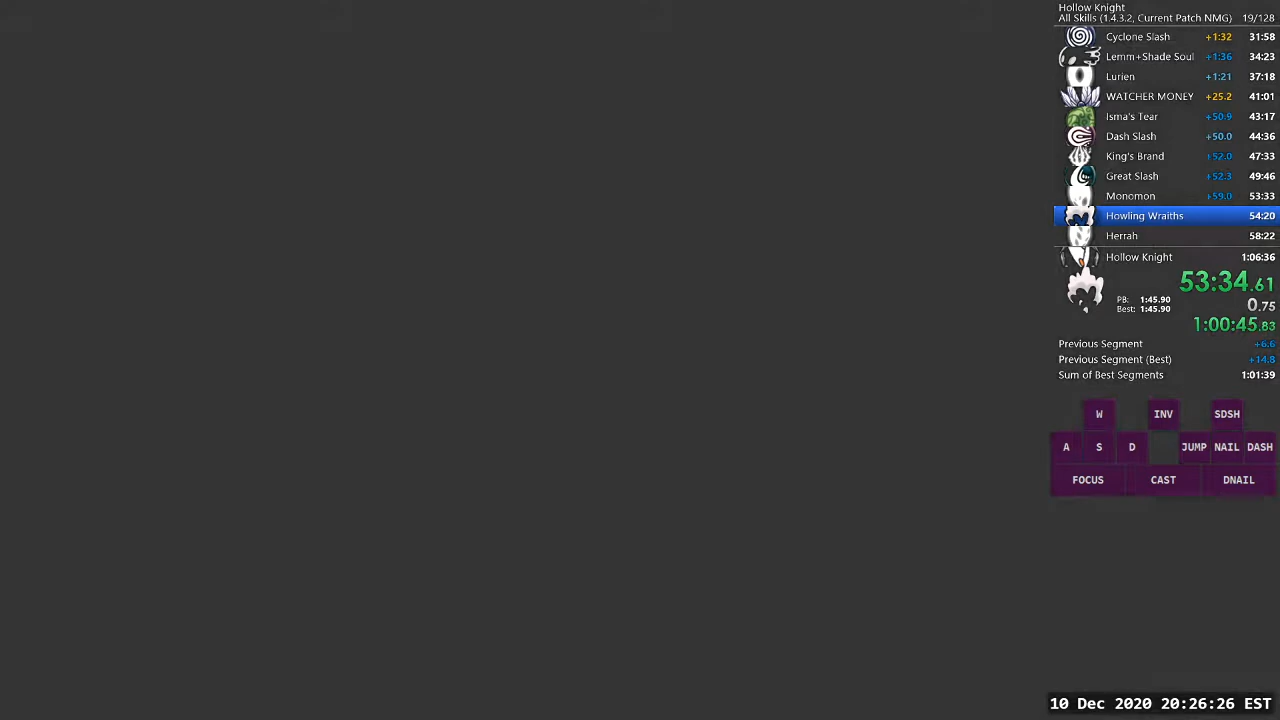 Hollow Knight
All Skills (1.4.3.2, Current Patch NMG) 19/128
Cyclone Slash +1:32 31:58
Lemm+Shade Soul +1:36 34:23
Lurien +1:21 37:18
WATCHER MONEY +25.2 41:01
Isma's Tear +50.9 43:17
Dash Slash +50.0 44:36
King's Brand +52.0 47:33
Great Slash +52.3 49:46
Monomon +59.0 53:33
Howling Wraiths 54:20
Herrah 58:22
Hollow Knight 1:06:36
53:34.61
PB: 1:45.90 0.75
Best: 1:45.90
1:00:45.83
Previous Segment +6.6
Previous Segment (Best) +14.8
Sum of Best Segments 1:01:39
W INV SDSH
A S D JUMP NAIL DASH
FOCUS CAST DNAIL
10 Dec 2020 20:26:26 EST